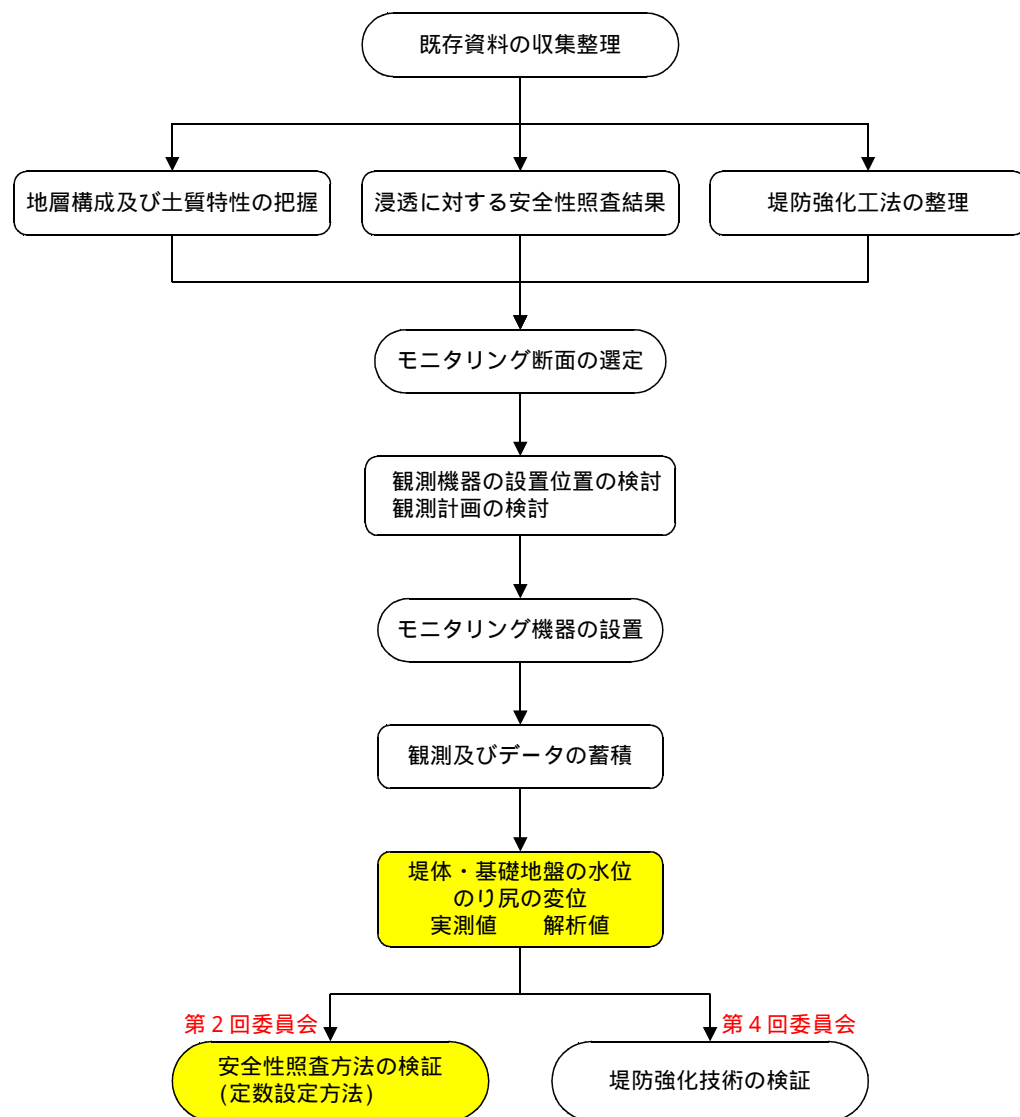 既存資料の収集整理
地層構成及び土質特性の把握
浸透に対する安全性照査結果
堤防強化工法の整理
モニタリング断面の選定
観測機器の設置位置の検討
観測計画の検討
モニタリング機器の設置
観測及びデータの蓄積
堤体・基礎地盤の水位
のり尻の変位
実測値　　解析値
第２回委員会
第４回委員会
安全性照査方法の検証
(定数設定方法)
堤防強化技術の検証